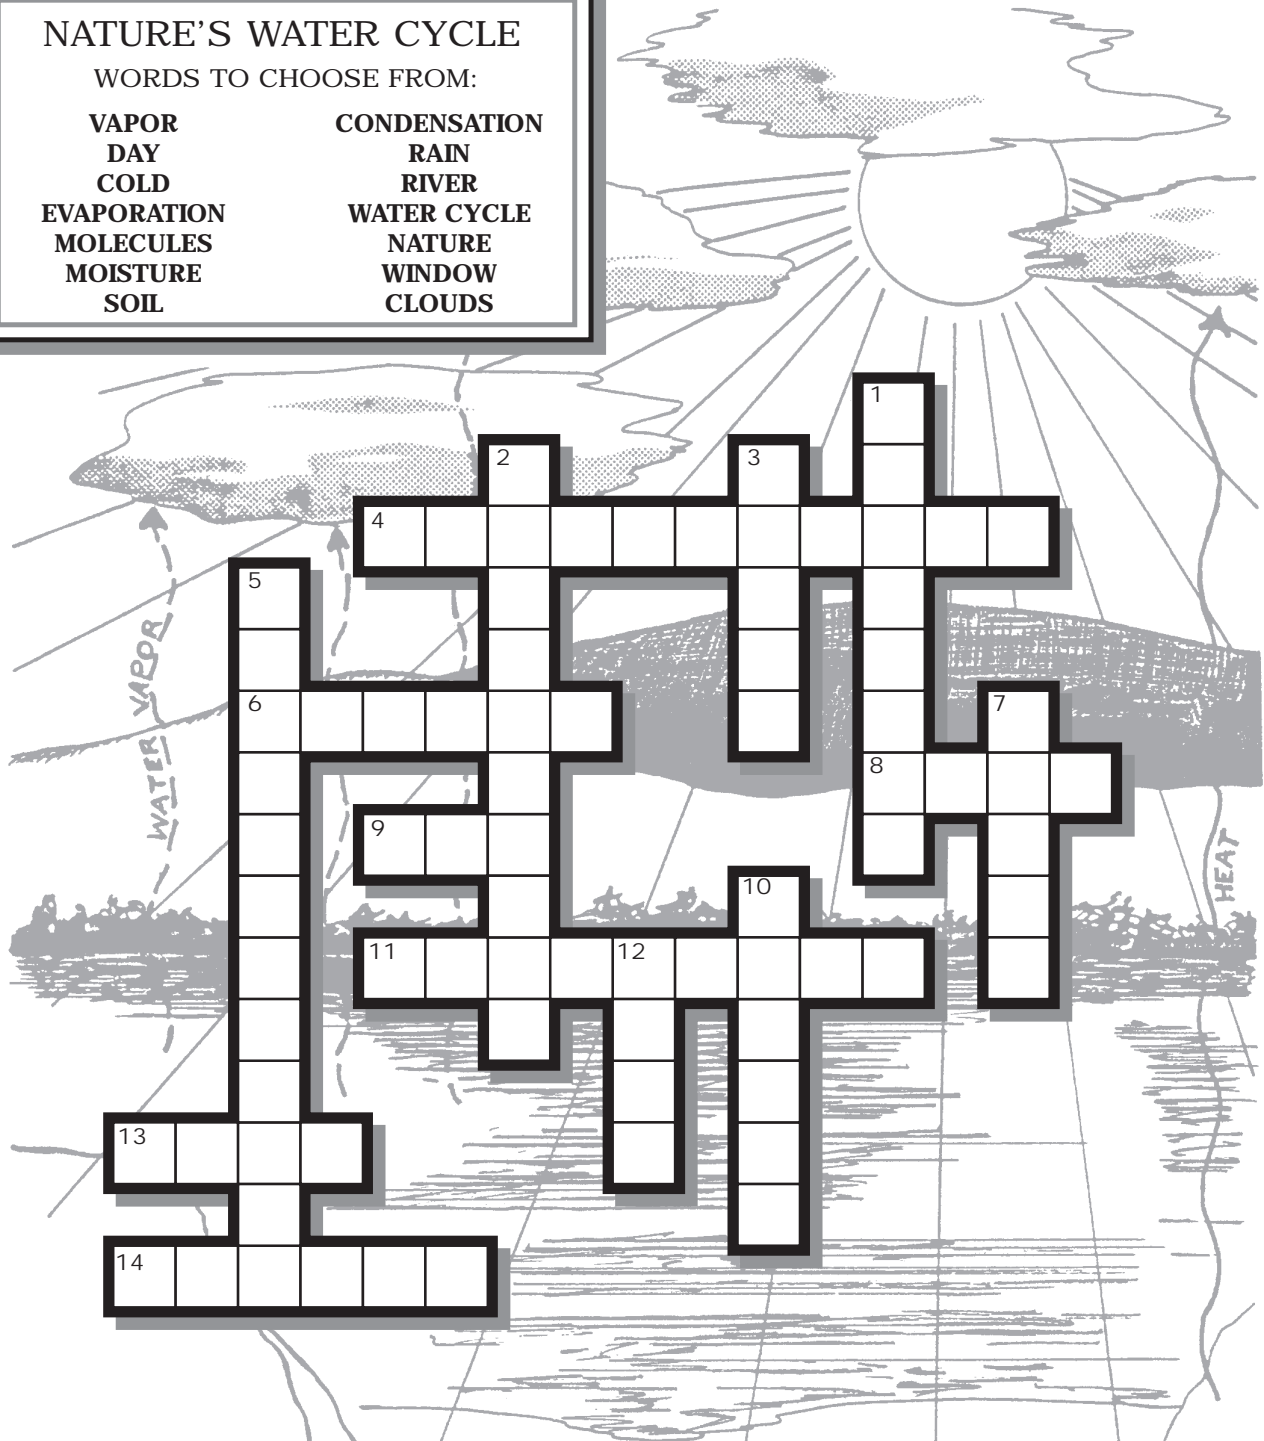 NATURE'S WATER CYCLE
WORDS TO CHOOSE FROM:
VAPOR
DAY
COLD
EVAPORATION
MOLECULES
MOISTURE
SOIL
CONDENSATION
RAIN
RIVER
WATER CYCLE
NATURE
WINDOW
CLOUDS
1
2
3
4
5
6
7
8
9
10
11
12
13
14
WATER VAPOR
HEAT